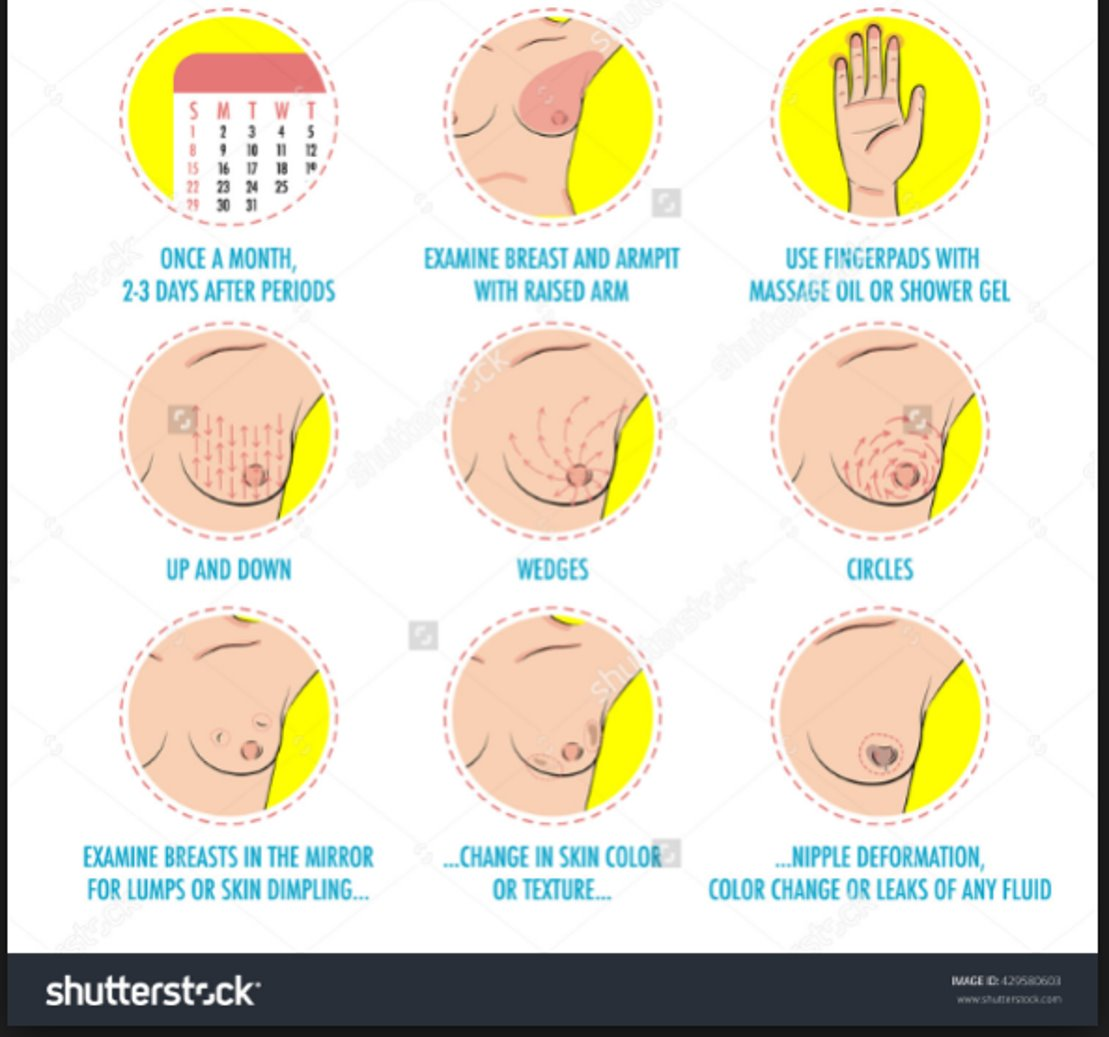 S M T W T
1 2 3 4 5
8 9 10 11 12
15 16 17 18 19
22 23 24 25
29 30 31
ONCE A MONTH,
2-3 DAYS AFTER PERIODS
EXAMINE BREAST AND ARMPIT
WITH RAISED ARM
USE FINGERPADS WITH
MASSAGE OIL OR SHOWER GEL
UP AND DOWN
WEDGES
CIRCLES
EXAMINE BREASTS IN THE MIRROR
FOR LUMPS OR SKIN DIMPLING...
...CHANGE IN SKIN COLOR
OR TEXTURE...
...NIPPLE DEFORMATION,
COLOR CHANGE OR LEAKS OF ANY FLUID
shutterstock
IMAGE ID: 429580603
www.shutterstock.com